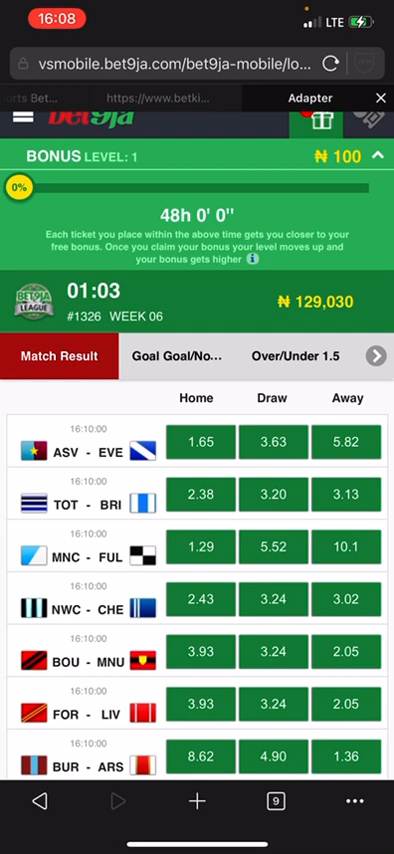 16:08
LTE
vsmobile.bet9ja.com/bet9ja-mobile/lo...
orts Bet...
https://www.betki...
Adapter
bet9ja
BONUS LEVEL: 1
₦ 100
0%
48h 0' 0"
Each ticket you place within the above time gets you closer to your
free bonus. Once you claim your bonus your level moves up and
your bonus gets higher
BET9JA
LEAGUE
01:03
₦ 129,030
#1326 WEEK 06
Match Result
Goal Goal/No...
Over/Under 1.5
Home Draw Away
16:10:00
ASV - EVE 1.65 3.63 5.82
16:10:00
TOT - BRI 2.38 3.20 3.13
16:10:00
MNC - FUL 1.29 5.52 10.1
16:10:00
NWC - CHE 2.43 3.24 3.02
16:10:00
BOU - MNU 3.93 3.24 2.05
16:10:00
FOR - LIV 3.93 3.24 2.05
16:10:00
BUR - ARS 8.62 4.90 1.36
9